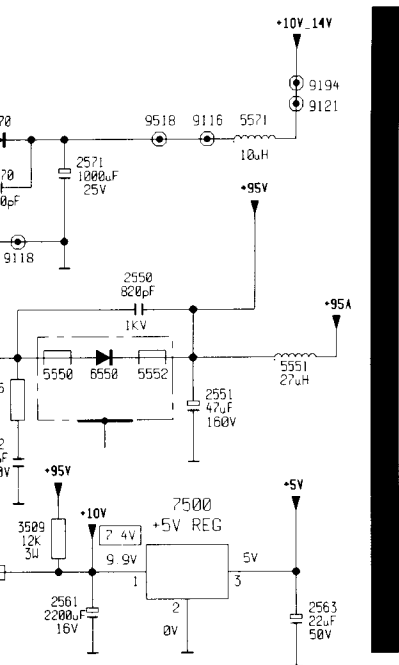 +10V_14V
9194
9121
70
9518 9116 5571
10uH
2571
1000uF
25V
70
0pF
9118
+95V
2550
820pF
1KV
+95A
5550 6550 5552
5551
27uH
2551
47uF
160V
+95V
+10V
7500
+5V REG
+5V
3509
12K
3W
7.4V
9.9V
1
5V
3
2
0V
2561
2200uF
16V
2563
22uF
50V